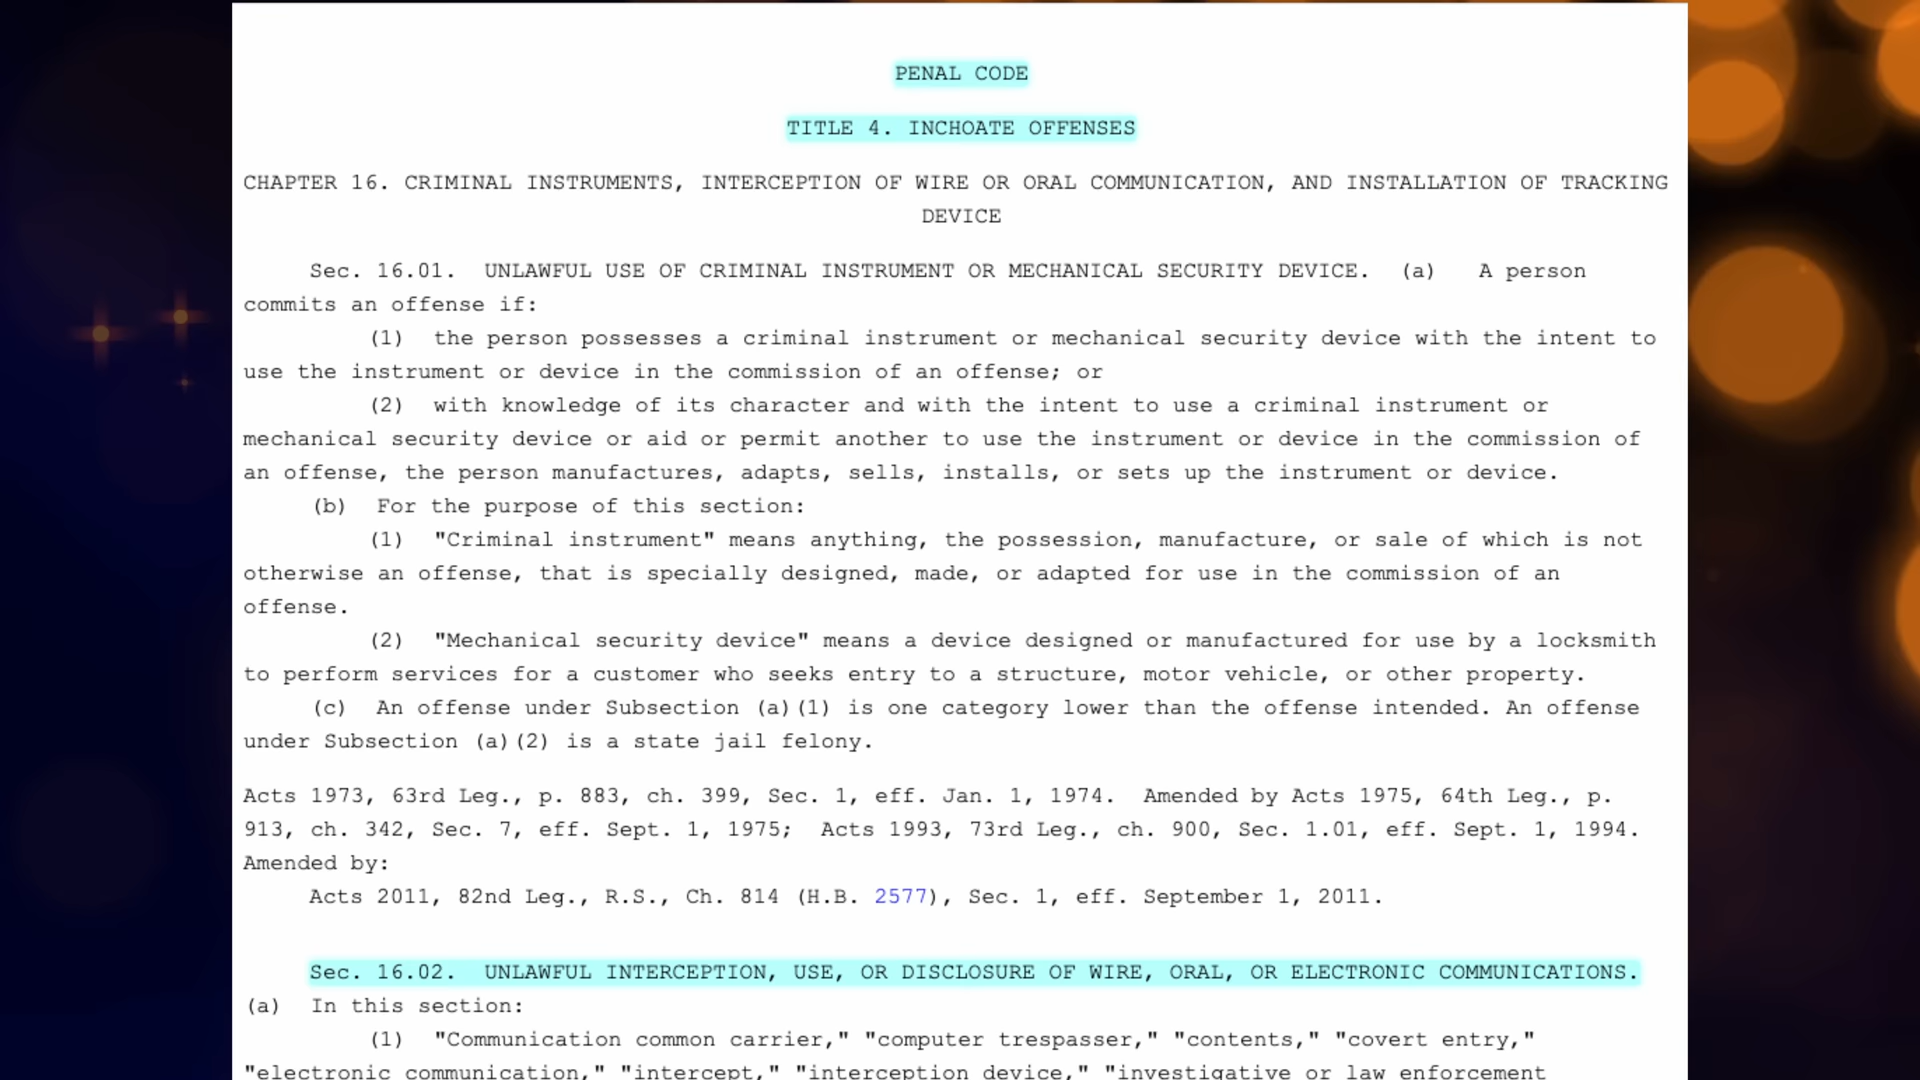 PENAL CODE
TITLE 4. INCHOATE OFFENSES
CHAPTER 16. CRIMINAL INSTRUMENTS, INTERCEPTION OF WIRE OR ORAL COMMUNICATION, AND INSTALLATION OF TRACKING
DEVICE
Sec. 16.01.  UNLAWFUL USE OF CRIMINAL INSTRUMENT OR MECHANICAL SECURITY DEVICE.  (a)  A person
commits an offense if:
(1)  the person possesses a criminal instrument or mechanical security device with the intent to
use the instrument or device in the commission of an offense; or
(2)  with knowledge of its character and with the intent to use a criminal instrument or
mechanical security device or aid or permit another to use the instrument or device in the commission of
an offense, the person manufactures, adapts, sells, installs, or sets up the instrument or device.
(b)  For the purpose of this section:
(1)  "Criminal instrument" means anything, the possession, manufacture, or sale of which is not
otherwise an offense, that is specially designed, made, or adapted for use in the commission of an
offense.
(2)  "Mechanical security device" means a device designed or manufactured for use by a locksmith
to perform services for a customer who seeks entry to a structure, motor vehicle, or other property.
(c)  An offense under Subsection (a)(1) is one category lower than the offense intended. An offense
under Subsection (a)(2) is a state jail felony.
Acts 1973, 63rd Leg., p. 883, ch. 399, Sec. 1, eff. Jan. 1, 1974.  Amended by Acts 1975, 64th Leg., p.
913, ch. 342, Sec. 7, eff. Sept. 1, 1975;  Acts 1993, 73rd Leg., ch. 900, Sec. 1.01, eff. Sept. 1, 1994.
Amended by:
Acts 2011, 82nd Leg., R.S., Ch. 814 (H.B. 2577), Sec. 1, eff. September 1, 2011.
Sec. 16.02.  UNLAWFUL INTERCEPTION, USE, OR DISCLOSURE OF WIRE, ORAL, OR ELECTRONIC COMMUNICATIONS.
(a)  In this section:
(1)  "Communication common carrier," "computer trespasser," "contents," "covert entry,"
"electronic communication," "intercept," "interception device," "investigative or law enforcement